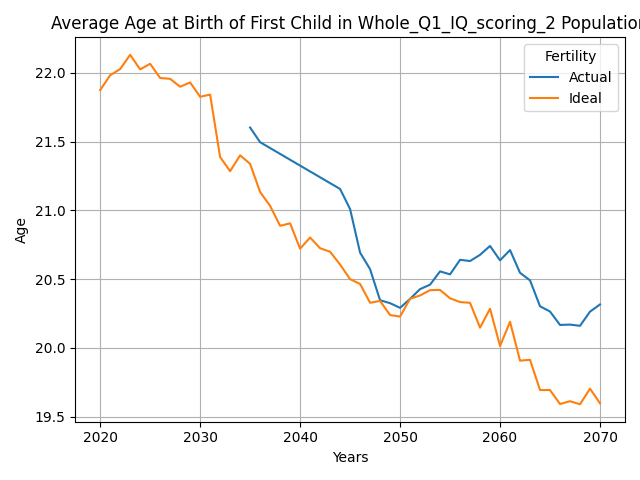 Average Age at Birth of First Child in Whole_Q1_IQ_scoring_2 Population
Fertility
Actual
Ideal
22.0
21.5
21.0
20.5
20.0
19.5
Age
2020 2030 2040 2050 2060 2070
Years